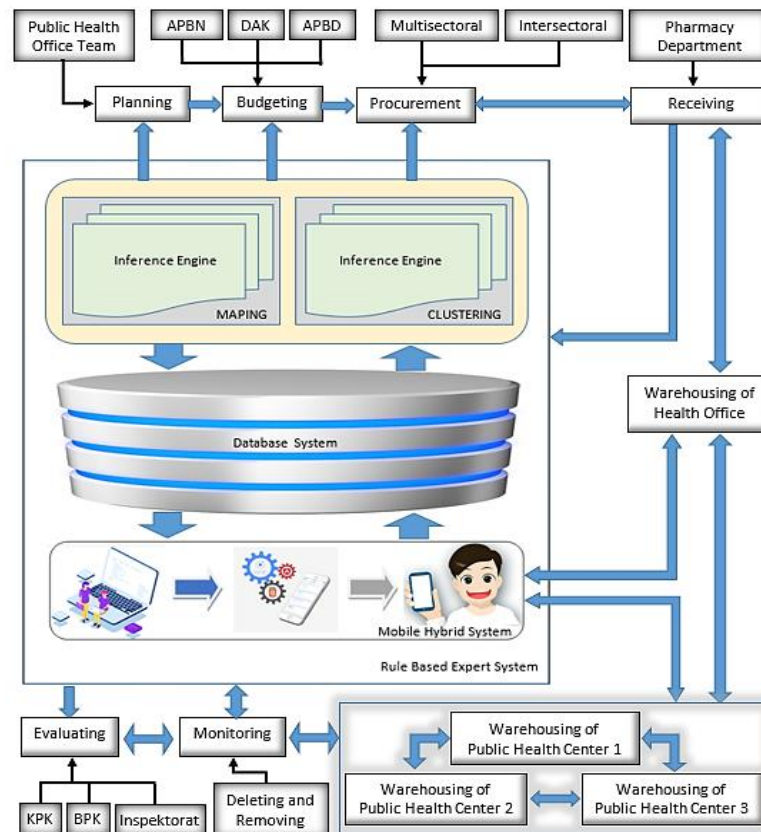 Public Health
Office Team
APBN
DAK
APBD
Multisectoral
Intersectoral
Pharmacy
Department
Planning
Budgeting
Procurement
Receiving
Inference Engine
MAPING
Inference Engine
CLUSTERING
Database System
Warehousing of
Health Office
Mobile Hybrid System
Rule Based Expert System
Evaluating
Monitoring
KPK
BPK
Inspektorat
Deleting and
Removing
Warehousing of
Public Health Center 1
Warehousing of
Public Health Center 2
Warehousing of
Public Health Center 3